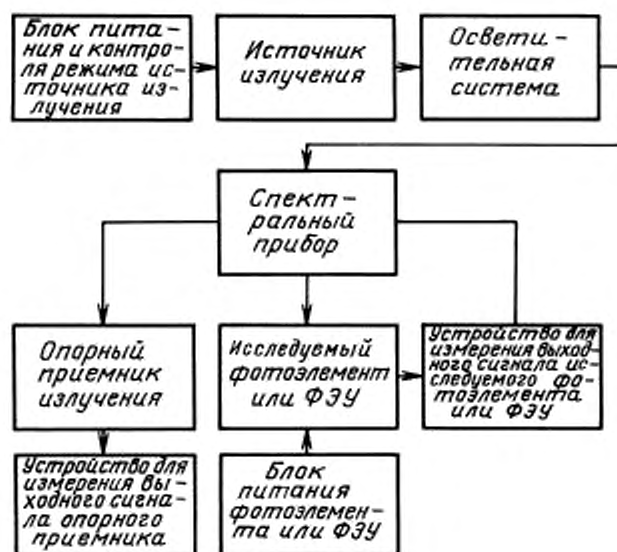 Блок пита-
ния и контро-
ля режима ис-
точника из-
лучения
Источник
излучения
Освети-
тельная
система
Спект-
ральный
прибор
Опорный
приемник
излучения
Исследуемый
фотоэлемент
или ФЭУ
Устройство для
измерения выход-
ного сигнала ис-
следуемого фо-
тоэлемента
или ФЭУ
Устройство для
измерения вы-
ходного сигна-
ла опорного
приемника
Блок
питания
фотоэлемен-
та или ФЭУ